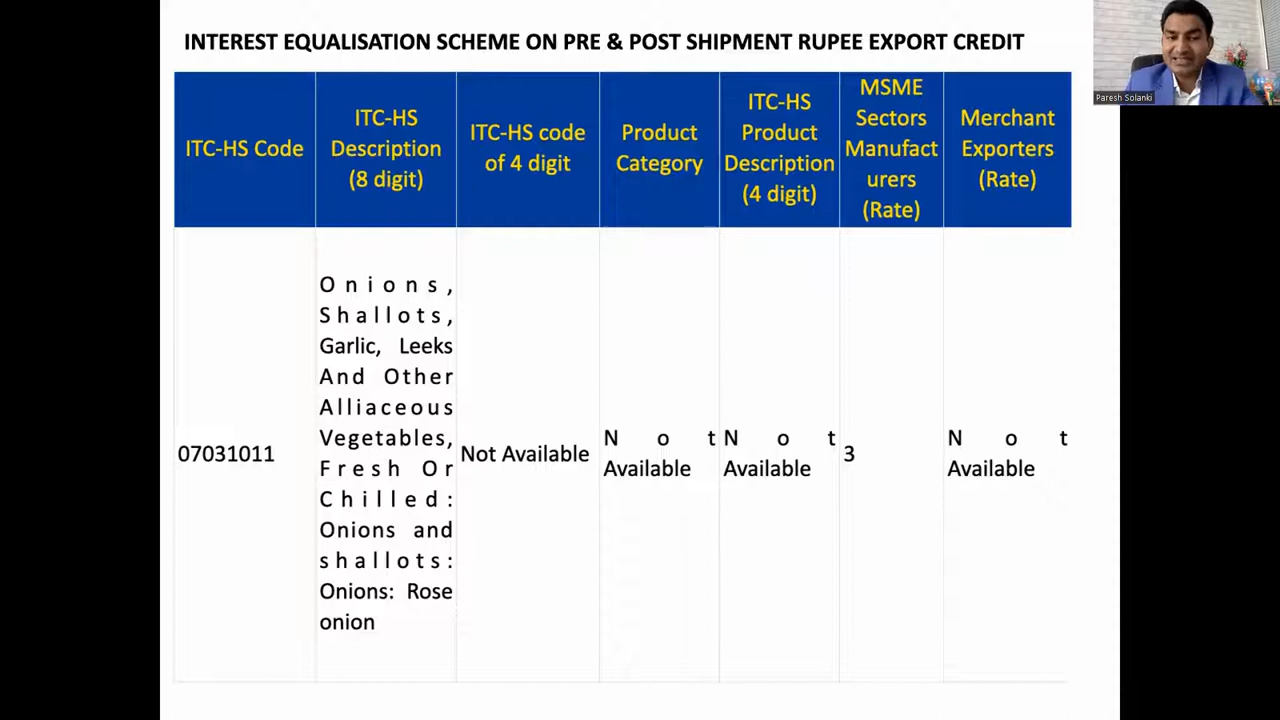 INTEREST EQUALISATION SCHEME ON PRE & POST SHIPMENT RUPEE EXPORT CREDIT
Paresh Solanki
ITC-HS Code
ITC-HS
Description
(8 digit)
ITC-HS code
of 4 digit
Product
Category
ITC-HS
Product
Description
(4 digit)
MSME
Sectors
Manufact
urers
(Rate)
Merchant
Exporters
(Rate)
07031011
Onions,
Shallots,
Garlic, Leeks
And Other
Alliaceous
Vegetables,
Fresh Or
Chilled:
Onions and
shallots:
Onions: Rose
onion
Not Available
Not
Available
Not
Available
3
Not
Available